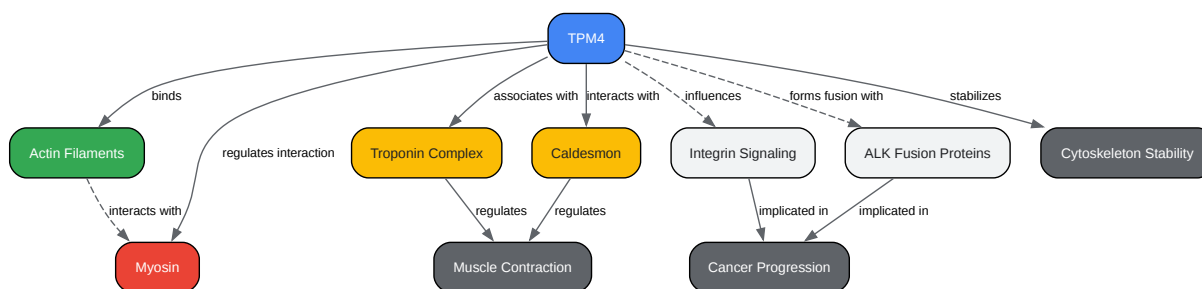 TPM4
binds
associates with
interacts with
influences
forms fusion with
stabilizes
Actin Filaments
regulates interaction
Troponin Complex
Caldesmon
Integrin Signaling
ALK Fusion Proteins
Cytoskeleton Stability
interacts with
regulates
regulates
implicated in
implicated in
Myosin
Muscle Contraction
Cancer Progression